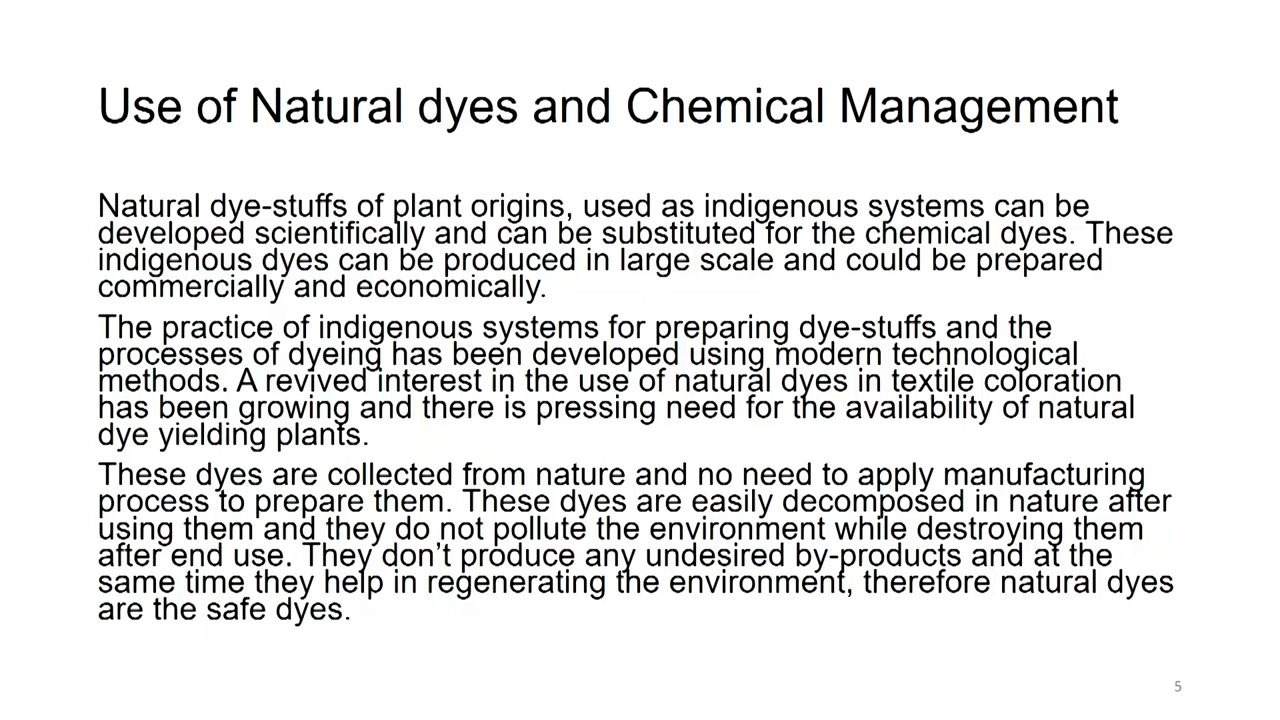 Use of Natural dyes and Chemical Management
Natural dye-stuffs of plant origins, used as indigenous systems can be
developed scientifically and can be substituted for the chemical dyes. These
indigenous dyes can be produced in large scale and could be prepared
commercially and economically.
The practice of indigenous systems for preparing dye-stuffs and the
processes of dyeing has been developed using modern technological
methods. A revived interest in the use of natural dyes in textile coloration
has been growing and there is pressing need for the availability of natural
dye yielding plants.
These dyes are collected from nature and no need to apply manufacturing
process to prepare them. These dyes are easily decomposed in nature after
using them and they do not pollute the environment while destroying them
after end use. They don’t produce any undesired by-products and at the
same time they help in regenerating the environment, therefore natural dyes
are the safe dyes.
5